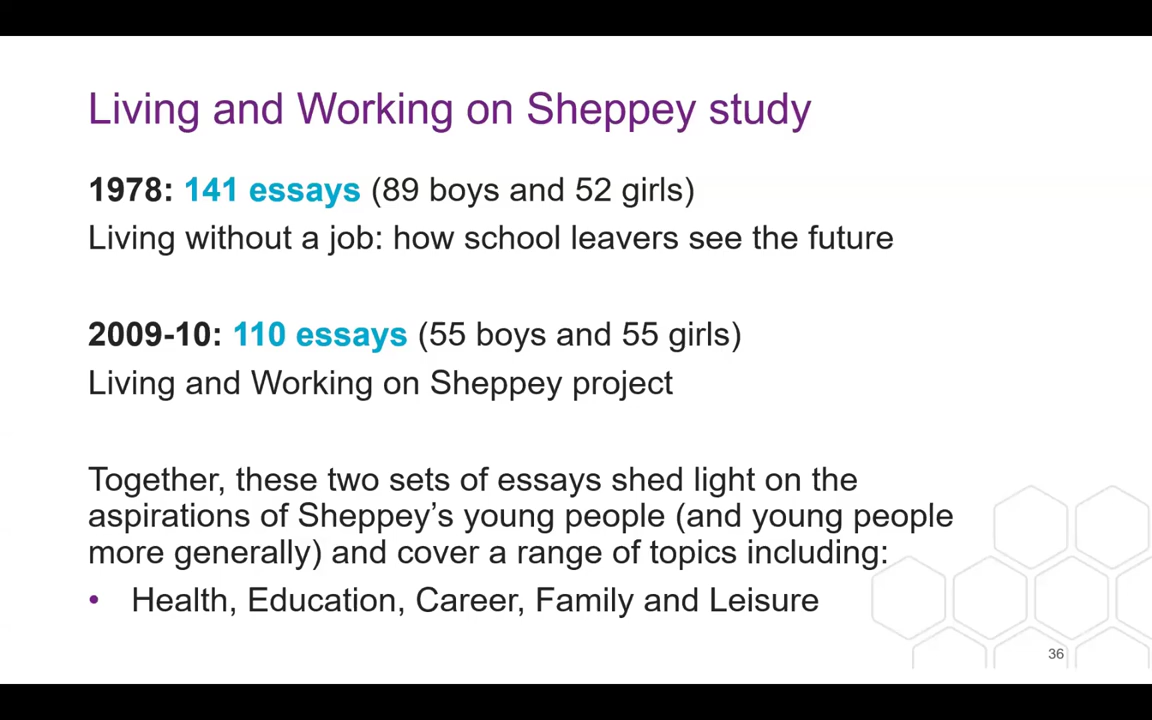 Living and Working on Sheppey study
1978: 141 essays (89 boys and 52 girls)
Living without a job: how school leavers see the future
2009-10: 110 essays (55 boys and 55 girls)
Living and Working on Sheppey project
Together, these two sets of essays shed light on the
aspirations of Sheppey’s young people (and young people
more generally) and cover a range of topics including:
• Health, Education, Career, Family and Leisure
36